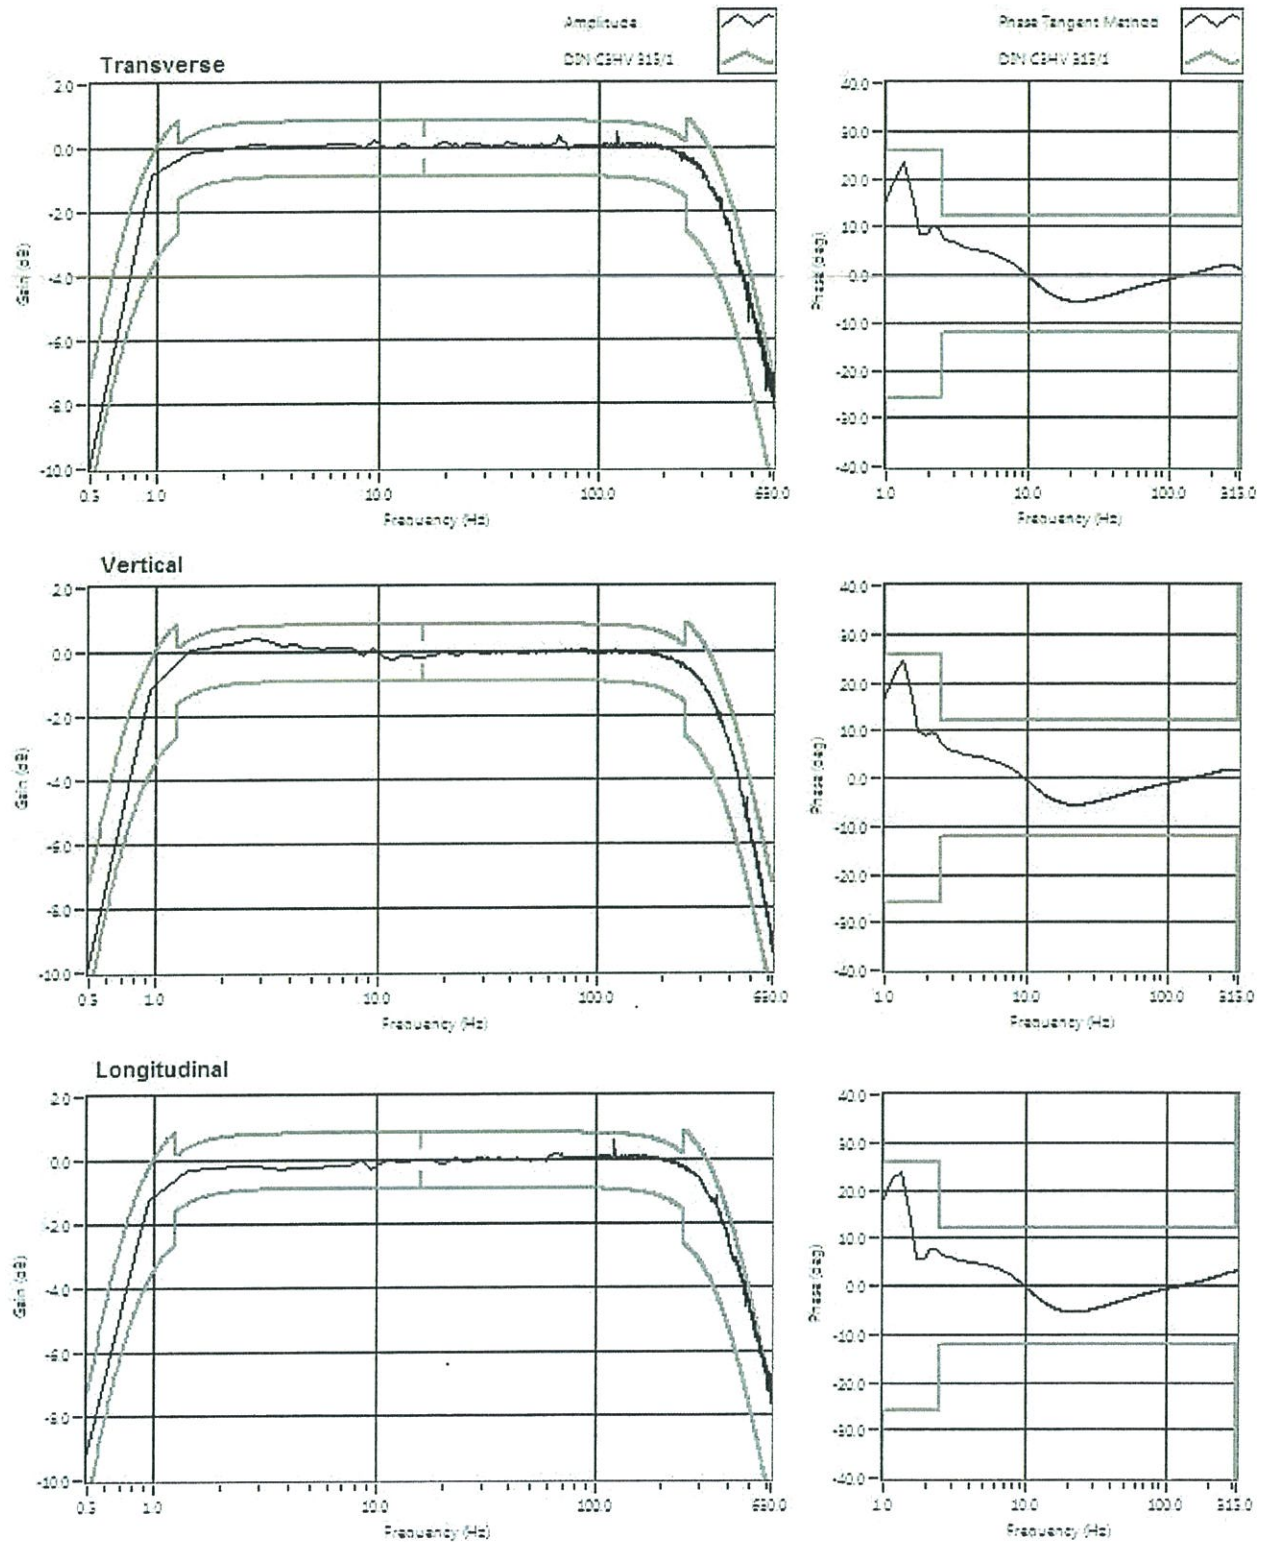 Amplitude
DIN C3HV 315/1
Phase Tangent Method
DIN C3HV 315/1
Transverse
2.0
0.0
-2.0
-4.0
-6.0
-8.0
-10.0
Gain (dB)
0.5 1.0 10.0 100.0 630.0
Frequency (Hz)
40.0
30.0
20.0
10.0
0.0
-10.0
-20.0
-30.0
-40.0
Phase (deg)
1.0 10.0 100.0 315.0
Frequency (Hz)
Vertical
2.0
0.0
-2.0
-4.0
-6.0
-8.0
-10.0
Gain (dB)
0.5 1.0 10.0 100.0 630.0
Frequency (Hz)
40.0
30.0
20.0
10.0
0.0
-10.0
-20.0
-30.0
-40.0
Phase (deg)
1.0 10.0 100.0 315.0
Frequency (Hz)
Longitudinal
2.0
0.0
-2.0
-4.0
-6.0
-8.0
-10.0
Gain (dB)
0.5 1.0 10.0 100.0 630.0
Frequency (Hz)
40.0
30.0
20.0
10.0
0.0
-10.0
-20.0
-30.0
-40.0
Phase (deg)
1.0 10.0 100.0 315.0
Frequency (Hz)